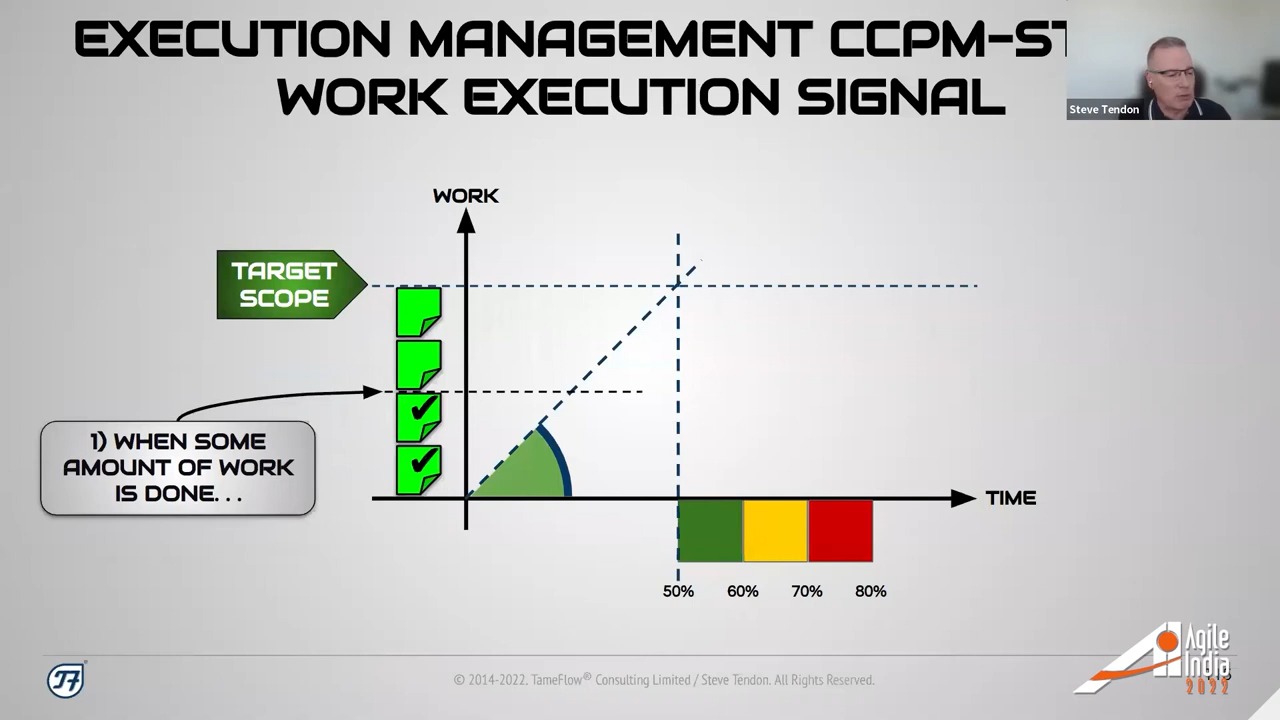 EXECUTION MANAGEMENT CCPM-ST
WORK EXECUTION SIGNAL
Steve Tendon
WORK
TARGET
SCOPE
1) WHEN SOME
AMOUNT OF WORK
IS DONE...
TIME
50% 60% 70% 80%
© 2014-2022. TameFlow® Consulting Limited / Steve Tendon. All Rights Reserved.
Agile
India
2022